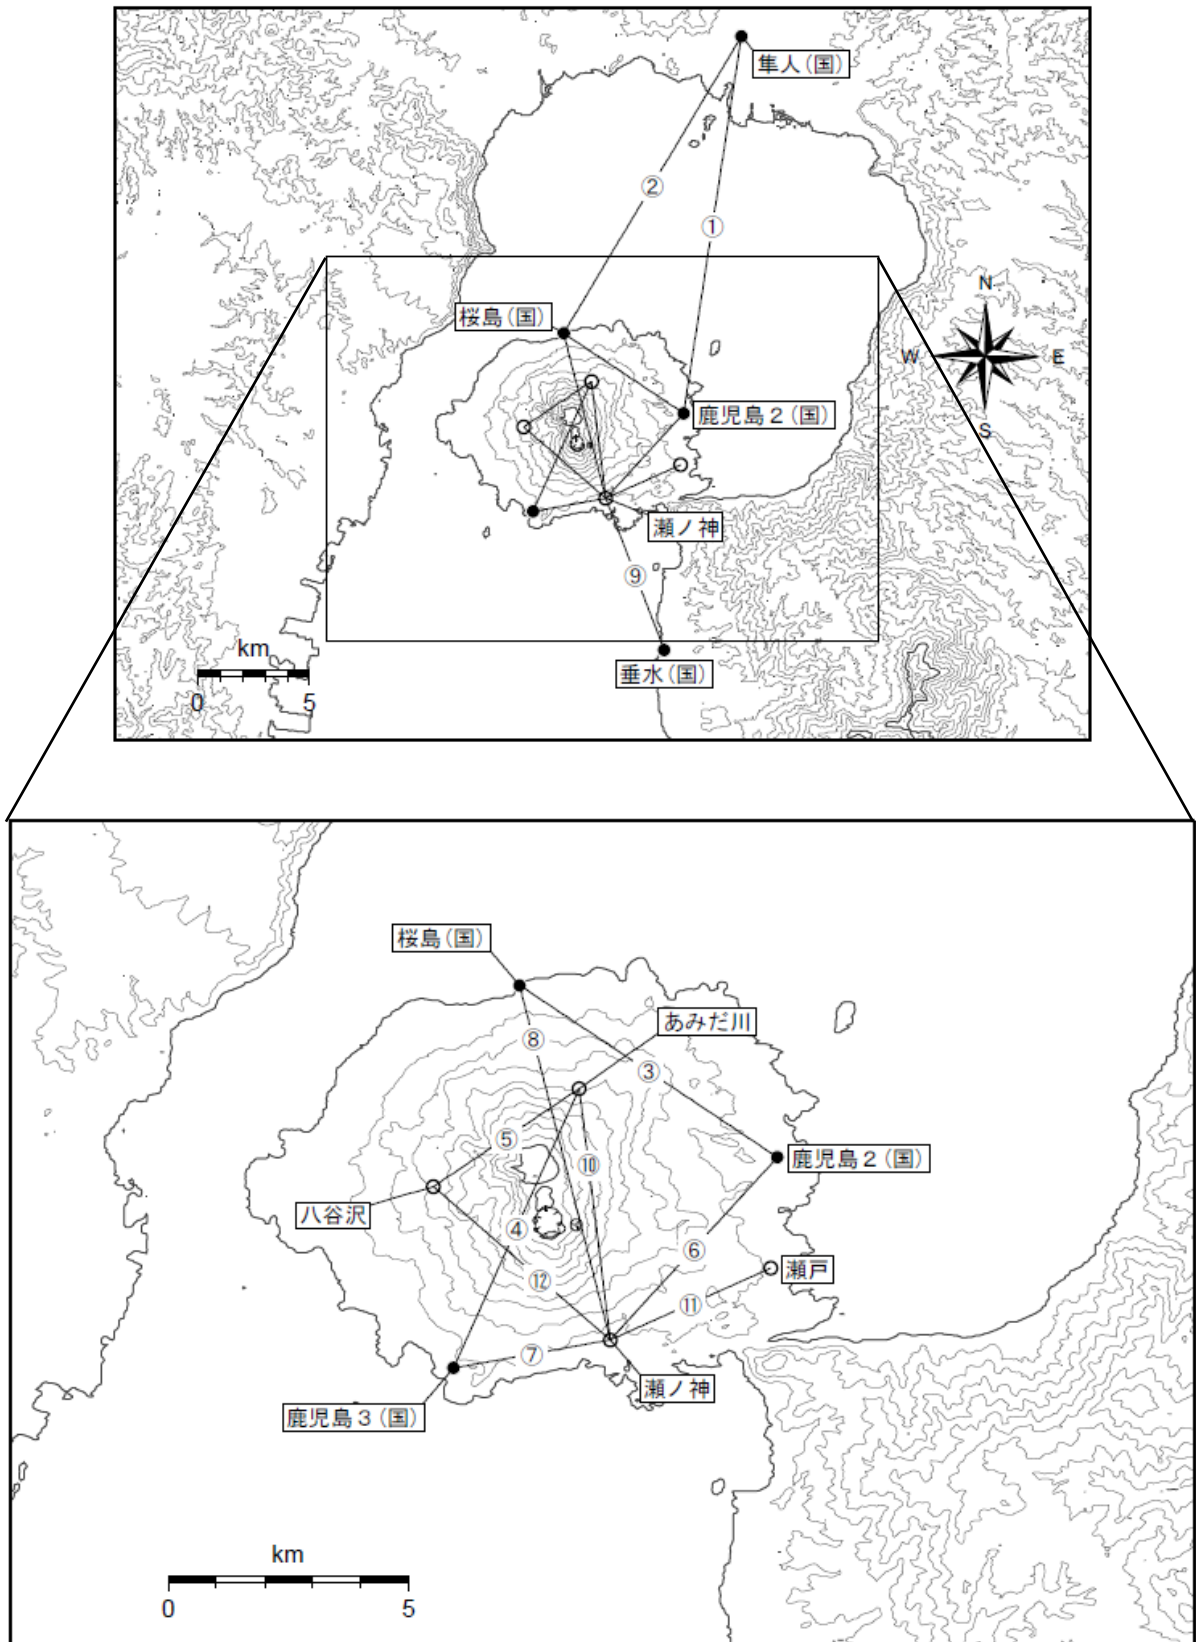 隼人(国)
②
①
N
桜島(国)
W
E
鹿児島2(国)
S
瀬ノ神
⑨
km
垂水(国)
0
5
桜島(国)
あみだ川
⑧
③
⑤
⑩
鹿児島2(国)
八谷沢
④
⑥
瀬戸
⑫
⑪
⑦
瀬ノ神
鹿児島3(国)
km
0
5